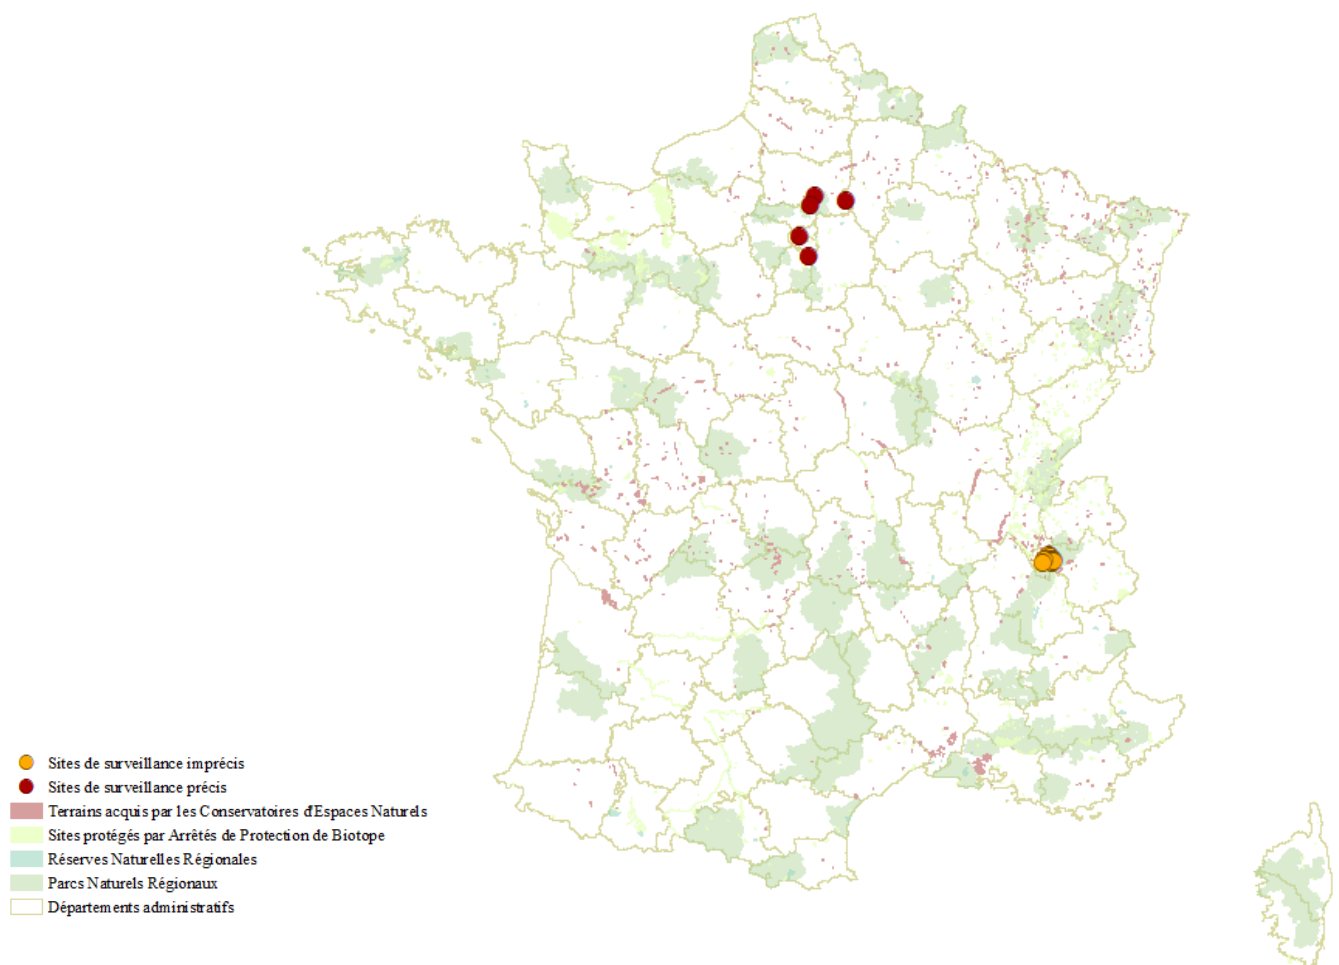 Sites de surveillance imprécis
Sites de surveillance précis
Terrains acquis par les Conservatoires d'Espaces Naturels
Sites protégés par Arrêtés de Protection de Biotope
Réserves Naturelles Régionales
Parcs Naturels Régionaux
Départements administratifs